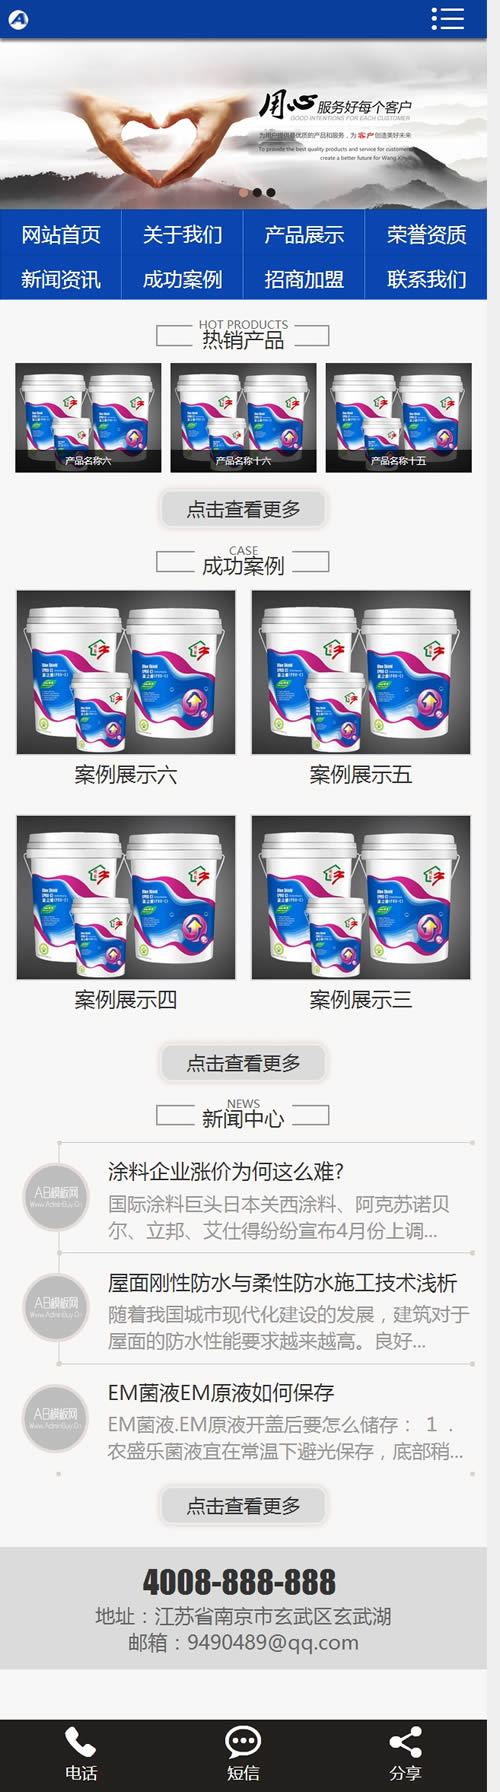 A
用心 服务好每个客户
GOOD INTENTIONS FOR EACH CUSTOMER
为用户提供最优质的产品和服务，为 客户 创造美好未来
To provide the best quality products and service for customers
create a better future for Wang Xinyu
网站首页 关于我们 产品展示 荣誉资质
新闻资讯 成功案例 招商加盟 联系我们
HOT PRODUCTS
热销产品
产品名称六 产品名称十六 产品名称十五
点击查看更多
CASE
成功案例
案例展示六 案例展示五
案例展示四 案例展示三
点击查看更多
NEWS
新闻中心
涂料企业涨价为何这么难?
AB模板网
Www.AdminBuy.Cn
国际涂料巨头日本关西涂料、阿克苏诺贝
尔、立邦、艾仕得纷纷宣布4月份上调...
屋面刚性防水与柔性防水施工技术浅析
AB模板网
Www.AdminBuy.Cn
随着我国城市现代化建设的发展，建筑对于
屋面的防水性能要求越来越高。良好...
EM菌液EM原液如何保存
AB模板网
Www.AdminBuy.Cn
EM菌液.EM原液开盖后要怎么储存： 1 ．
农盛乐菌液宜在常温下避光保存，底部稍...
点击查看更多
4008-888-888
地址：江苏省南京市玄武区玄武湖
邮箱：9490489@qq.com
电话 短信 分享